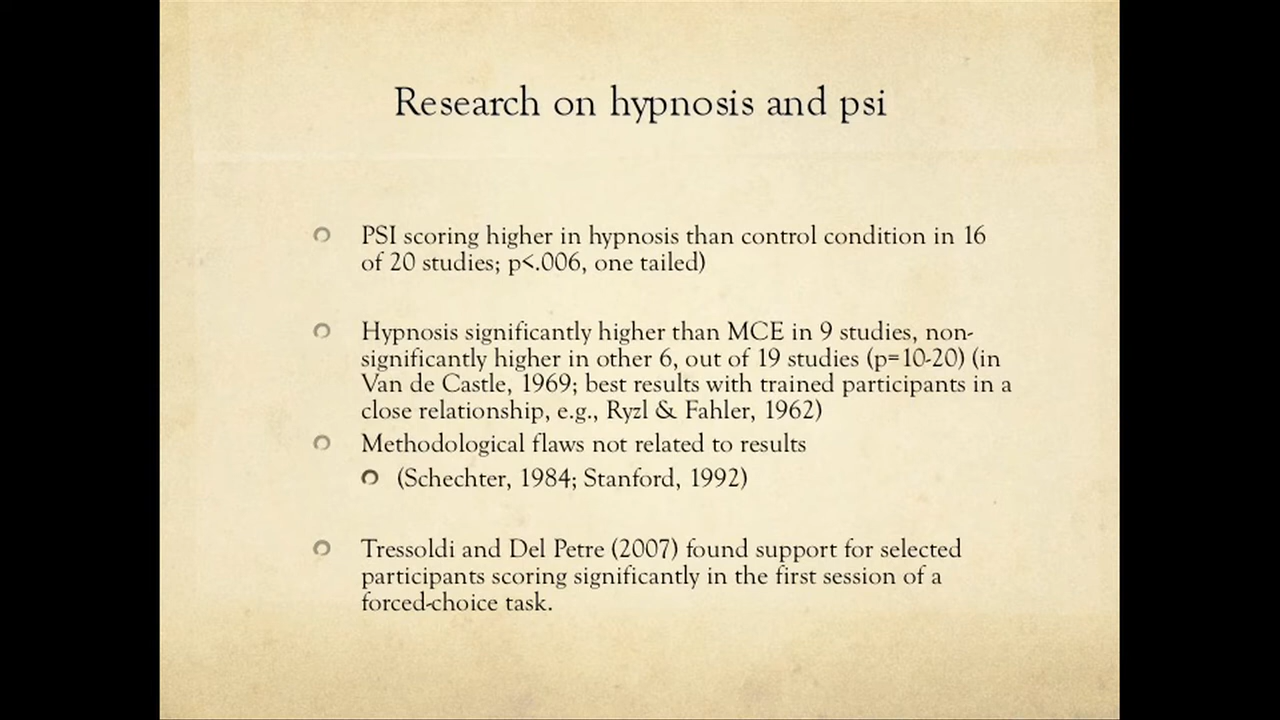 Research on hypnosis and psi
PSI scoring higher in hypnosis than control condition in 16
of 20 studies; p<.006, one tailed)
Hypnosis significantly higher than MCE in 9 studies, non-
significantly higher in other 6, out of 19 studies (p=10-20) (in
Van de Castle, 1969; best results with trained participants in a
close relationship, e.g., Ryzl & Fahler, 1962)
Methodological flaws not related to results
(Schechter, 1984; Stanford, 1992)
Tressoldi and Del Petre (2007) found support for selected
participants scoring significantly in the first session of a
forced-choice task.